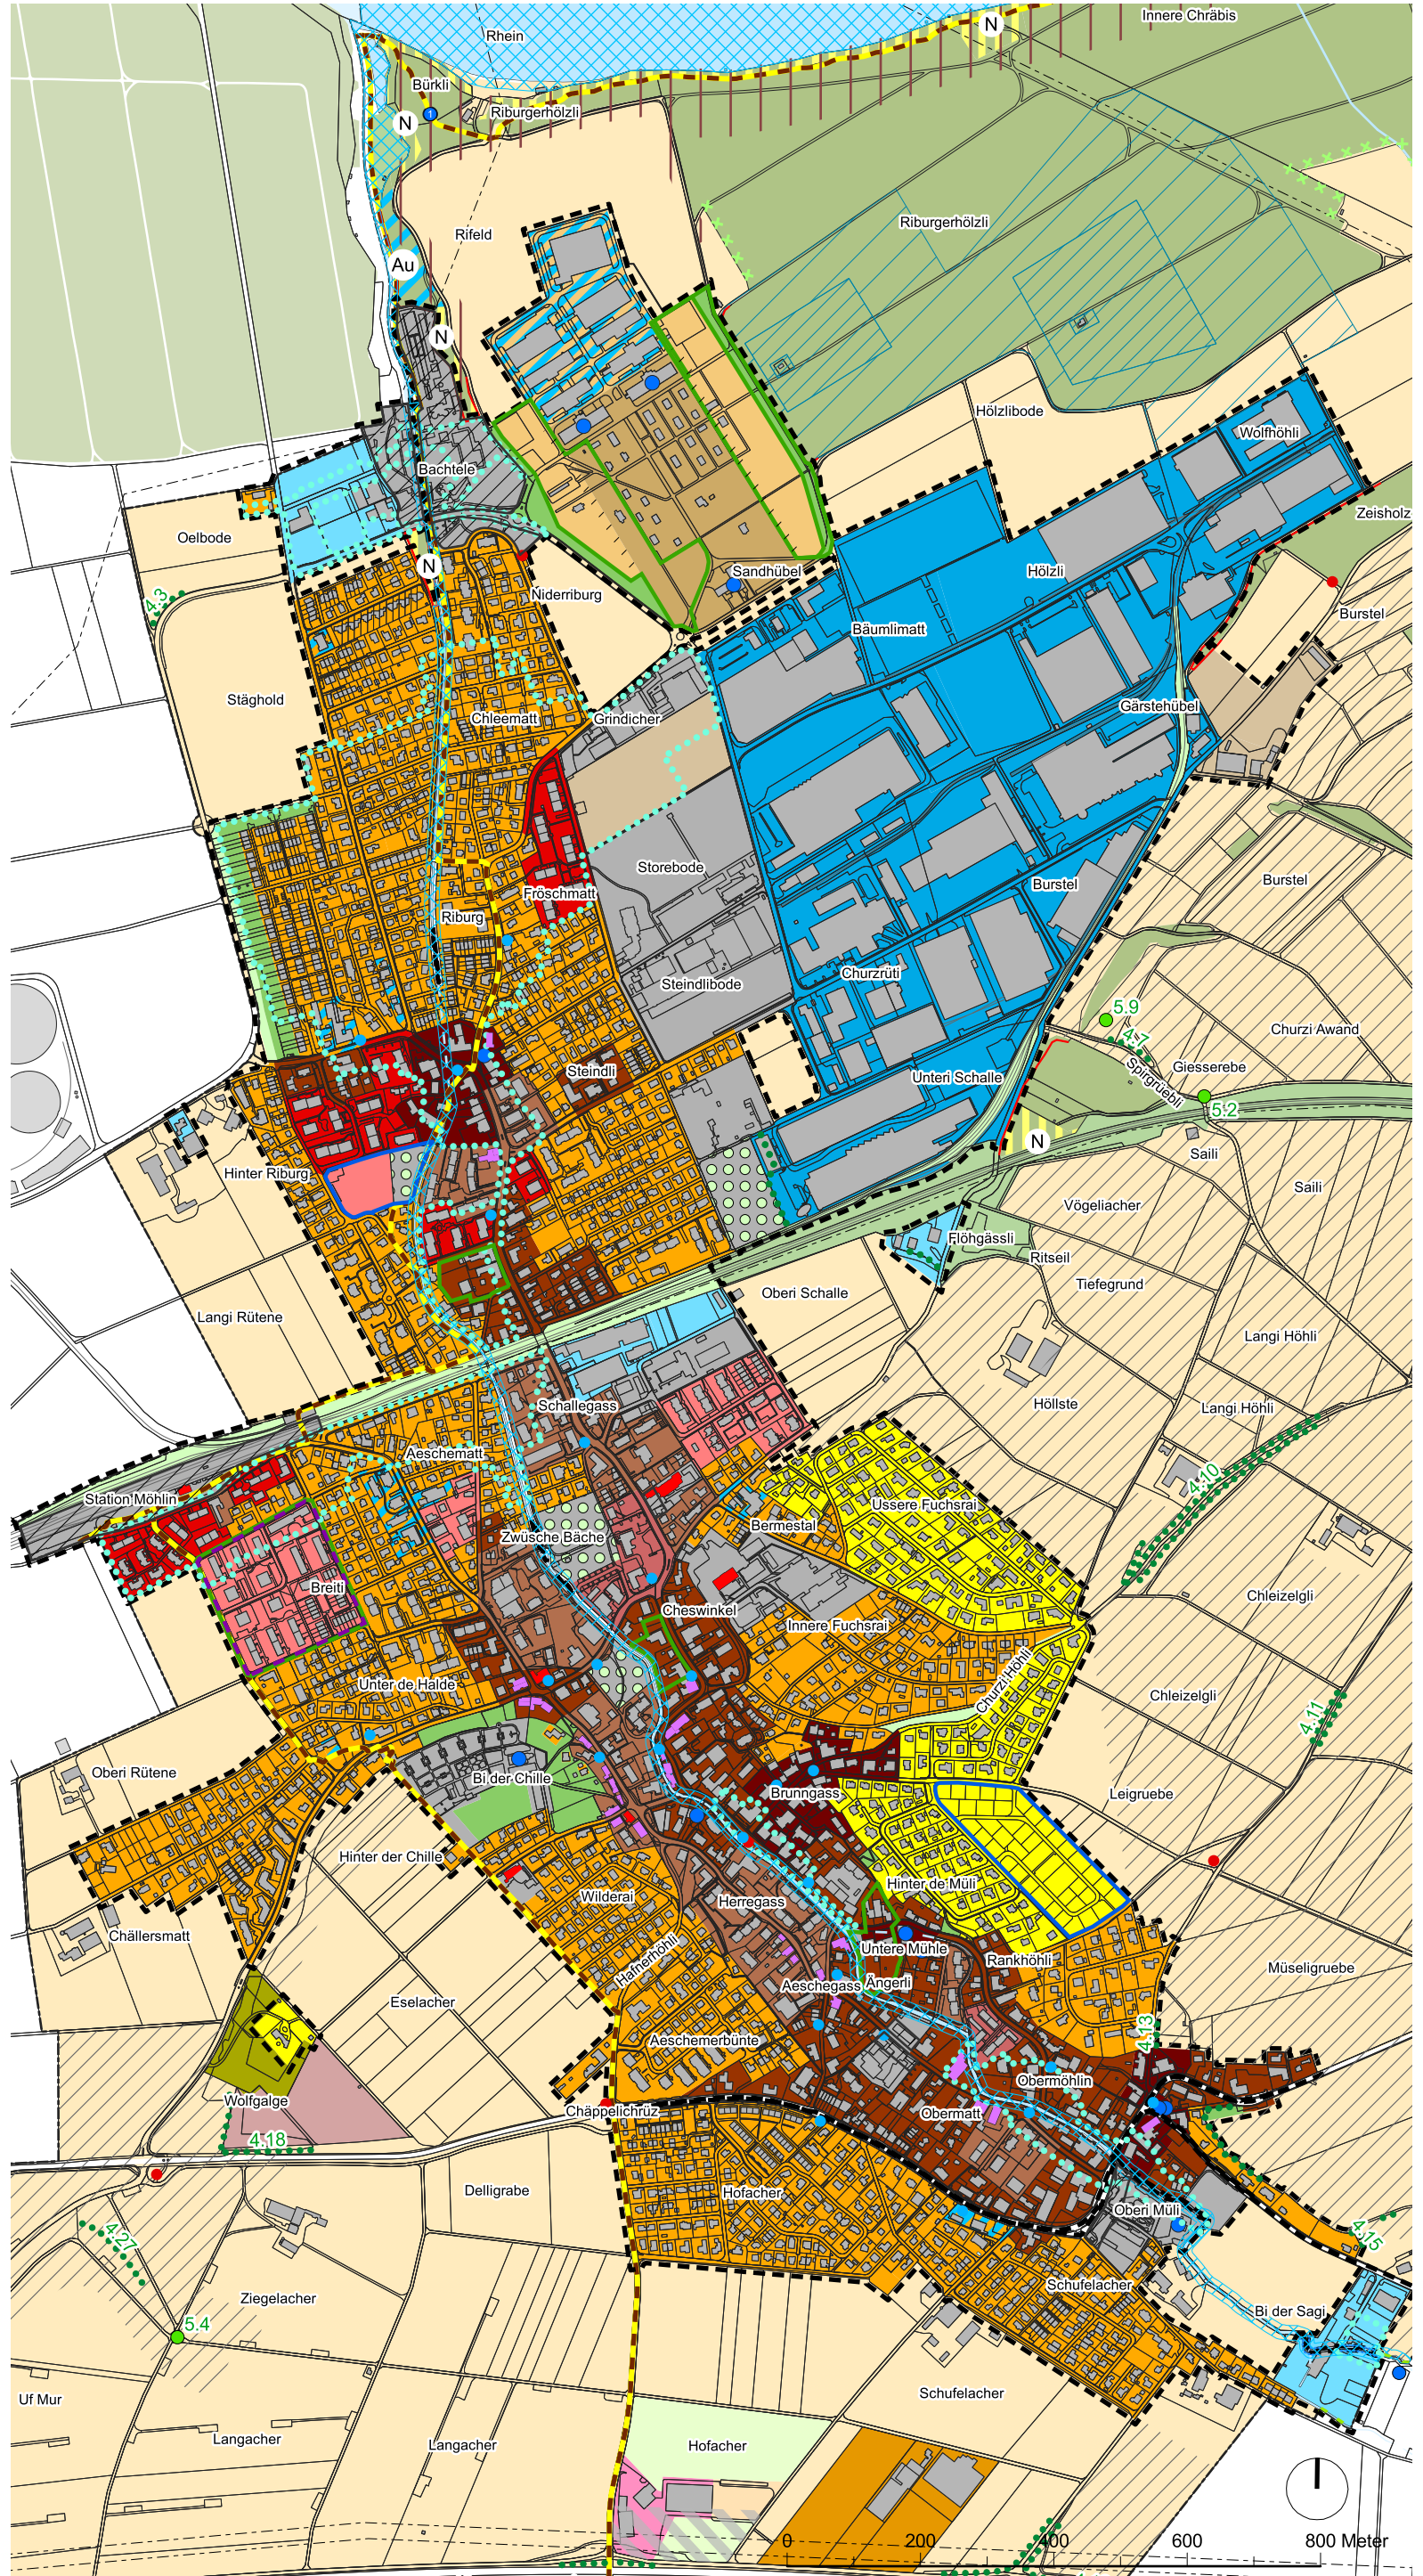 Innere Chräbis
N
Rhein
Bürkli
1
Riburgerhölzli
N
Riburgerhölzli
Rifeld
Au
N
Hölzlibode
Wolfhöhli
Bachtele
Zeisholz
Oelbode
N
Sandhübel
Hölzli
Niderriburg
4.3
Burstel
Bäumlimatt
Stäghold
Chleematt
Grindicher
Gärstehübel
Storebode
Burstel
Burstel
Fröschmatt
Riburg
Churzrüti
Steindlibode
5.9
Churzi Awand
4.7
Giesserebe
Steindli
Unteri Schalle
Spirgrüebli
5.2
N
Saili
Hinter Riburg
Saili
Vögeliacher
Flöhgässli
Ritseil
Tiefegrund
Oberi Schalle
Langi Rütene
Langi Höhli
Höllste
Schallegass
Langi Höhli
Aeschematt
4.10
Station Möhlin
Ussere Fuchsrai
Bermestal
Zwüsche Bäche
Breiti
Chleizelgli
Cheswinkel
Innere Fuchsrai
Churzi Höhli
Unter de Halde
Chleizelgli
4.11
Oberi Rütene
Bi der Chille
Brunngass
Leigruebe
Hinter der Chille
Hinter de Müli
Wilderai
Herregass
Chällersmatt
Hafnerhöhli
Untere Mühle
Rankhöhli
Müseligruebe
Aeschegass
Ängerli
Eselacher
Aeschemerbünte
4.13
Obermöhlin
Wolfgalge
Chäppelichrüz
Obermatt
4.18
Delligrabe
Hofacher
Oberi Müli
4.27
4.15
Schufelacher
Ziegelacher
Bi der Sagi
5.4
Schufelacher
Uf Mur
Langacher
Langacher
Hofacher
0 200 400 600 800 Meter